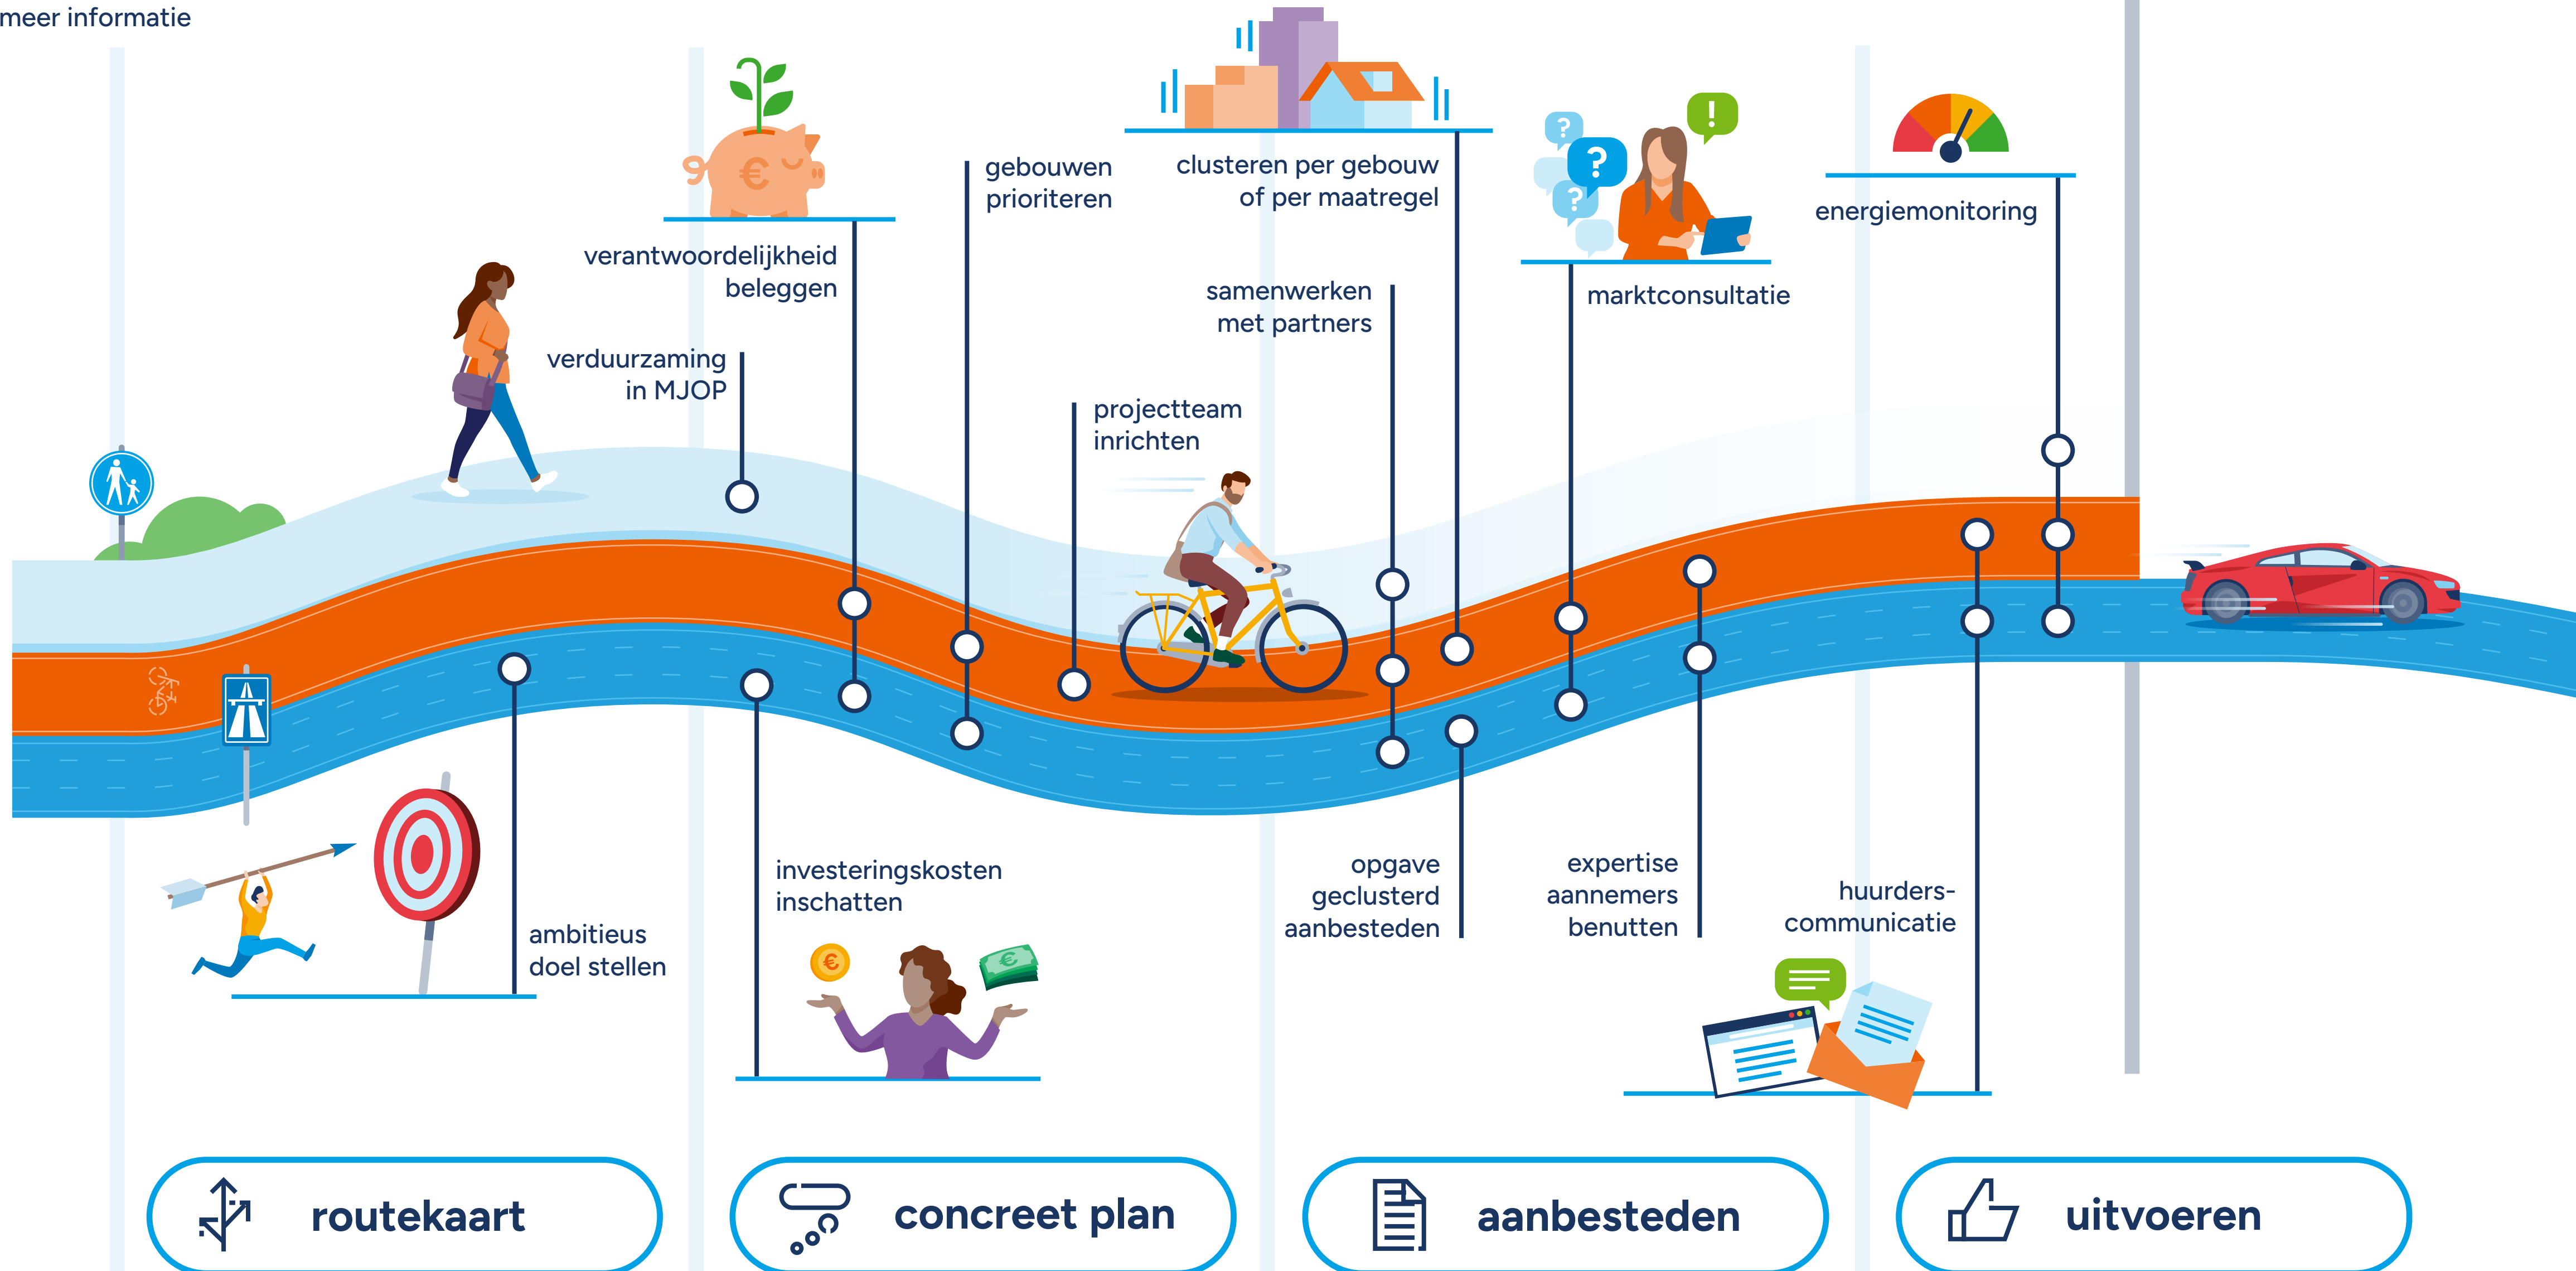 meer informatie
verantwoordelijkheid
beleggen
verduurzaming
in MJOP
gebouwen
prioriteren
projectteam
inrichten
clusteren per gebouw
of per maatregel
samenwerken
met partners
marktconsultatie
energiemonitoring
ambitieus
doel stellen
investeringskosten
inschatten
opgave
geclusterd
aanbesteden
expertise
aannemers
benutten
huurders-
communicatie
routekaart
concreet plan
aanbesteden
uitvoeren